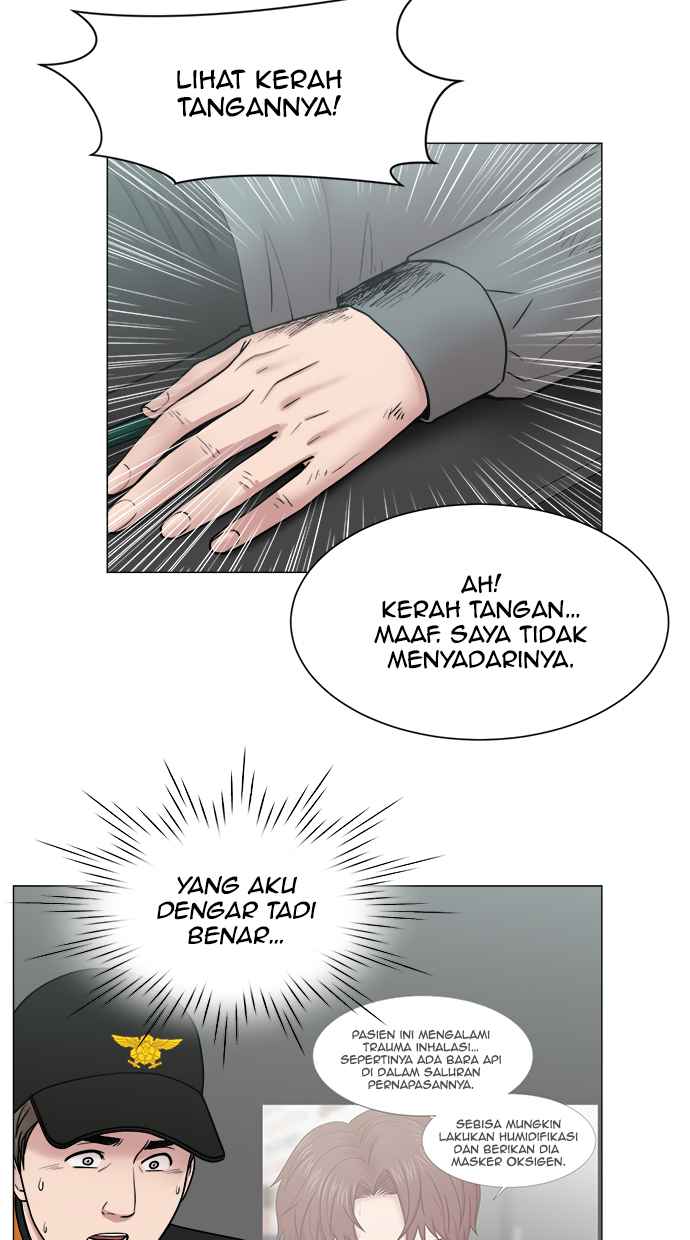 LIHAT KERAH
TANGANNYA!
AH!
KERAH TANGAN...
MAAF. SAYA TIDAK
MENYADARINYA.
YANG AKU
DENGAR TADI
BENAR...
PASIEN INI MENGALAMI
TRAUMA INHALASI...
SEPERTINYA ADA BARA API
DI DALAM SALURAN
PERNAPASANNYA.
SEBISA MUNGKIN
LAKUKAN HUMIDIFIKASI
DAN BERIKAN DIA
MASKER OKSIGEN.